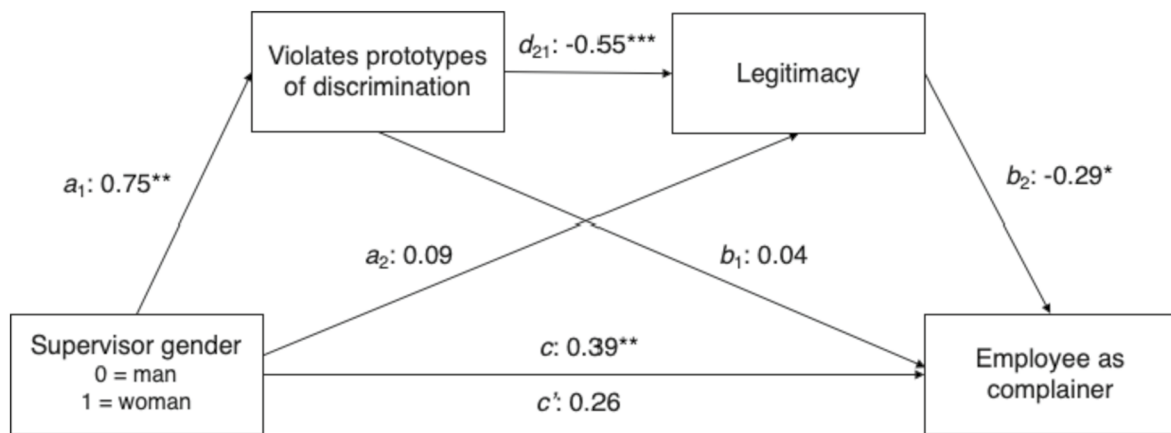 Violates prototypes
of discrimination
d21: -0.55***
Legitimacy
a1: 0.75**
b2: -0.29*
a2: 0.09
b1: 0.04
Supervisor gender
0 = man
1 = woman
c: 0.39**
c': 0.26
Employee as
complainer